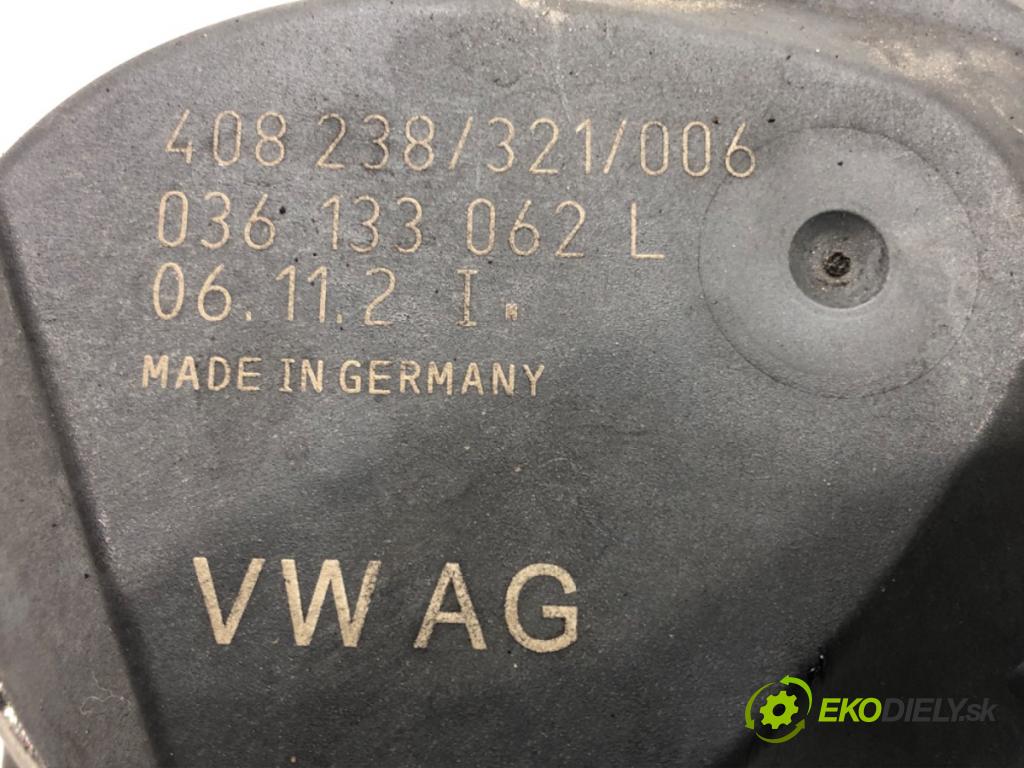 408 238/321/006
036 133 062 L
06.11.2 I.
MADE IN GERMANY
VW AG
EKODIELY.sk